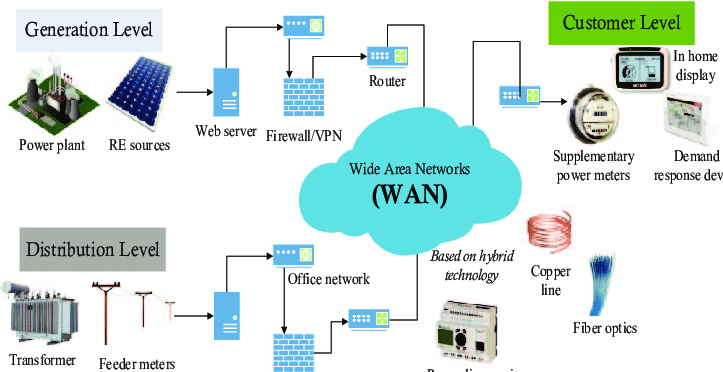 Generation Level
Customer Level
In home
display
Router
Web server
Firewall/VPN
Power plant
RE sources
Supplementary
power meters
Demand
response dev
Wide Area Networks
(WAN)
Distribution Level
Based on hybrid
technology
Office network
Copper
line
Fiber optics
Transformer
Feeder meters